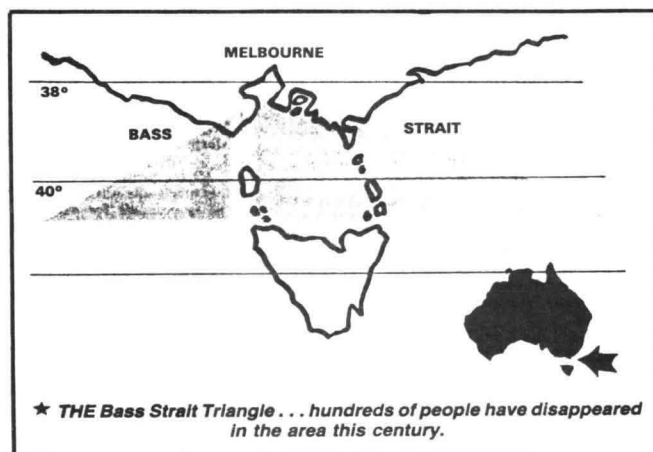 MELBOURNE
38°
BASS
STRAIT
40°
★ THE Bass Strait Triangle . . . hundreds of people have disappeared
in the area this century.